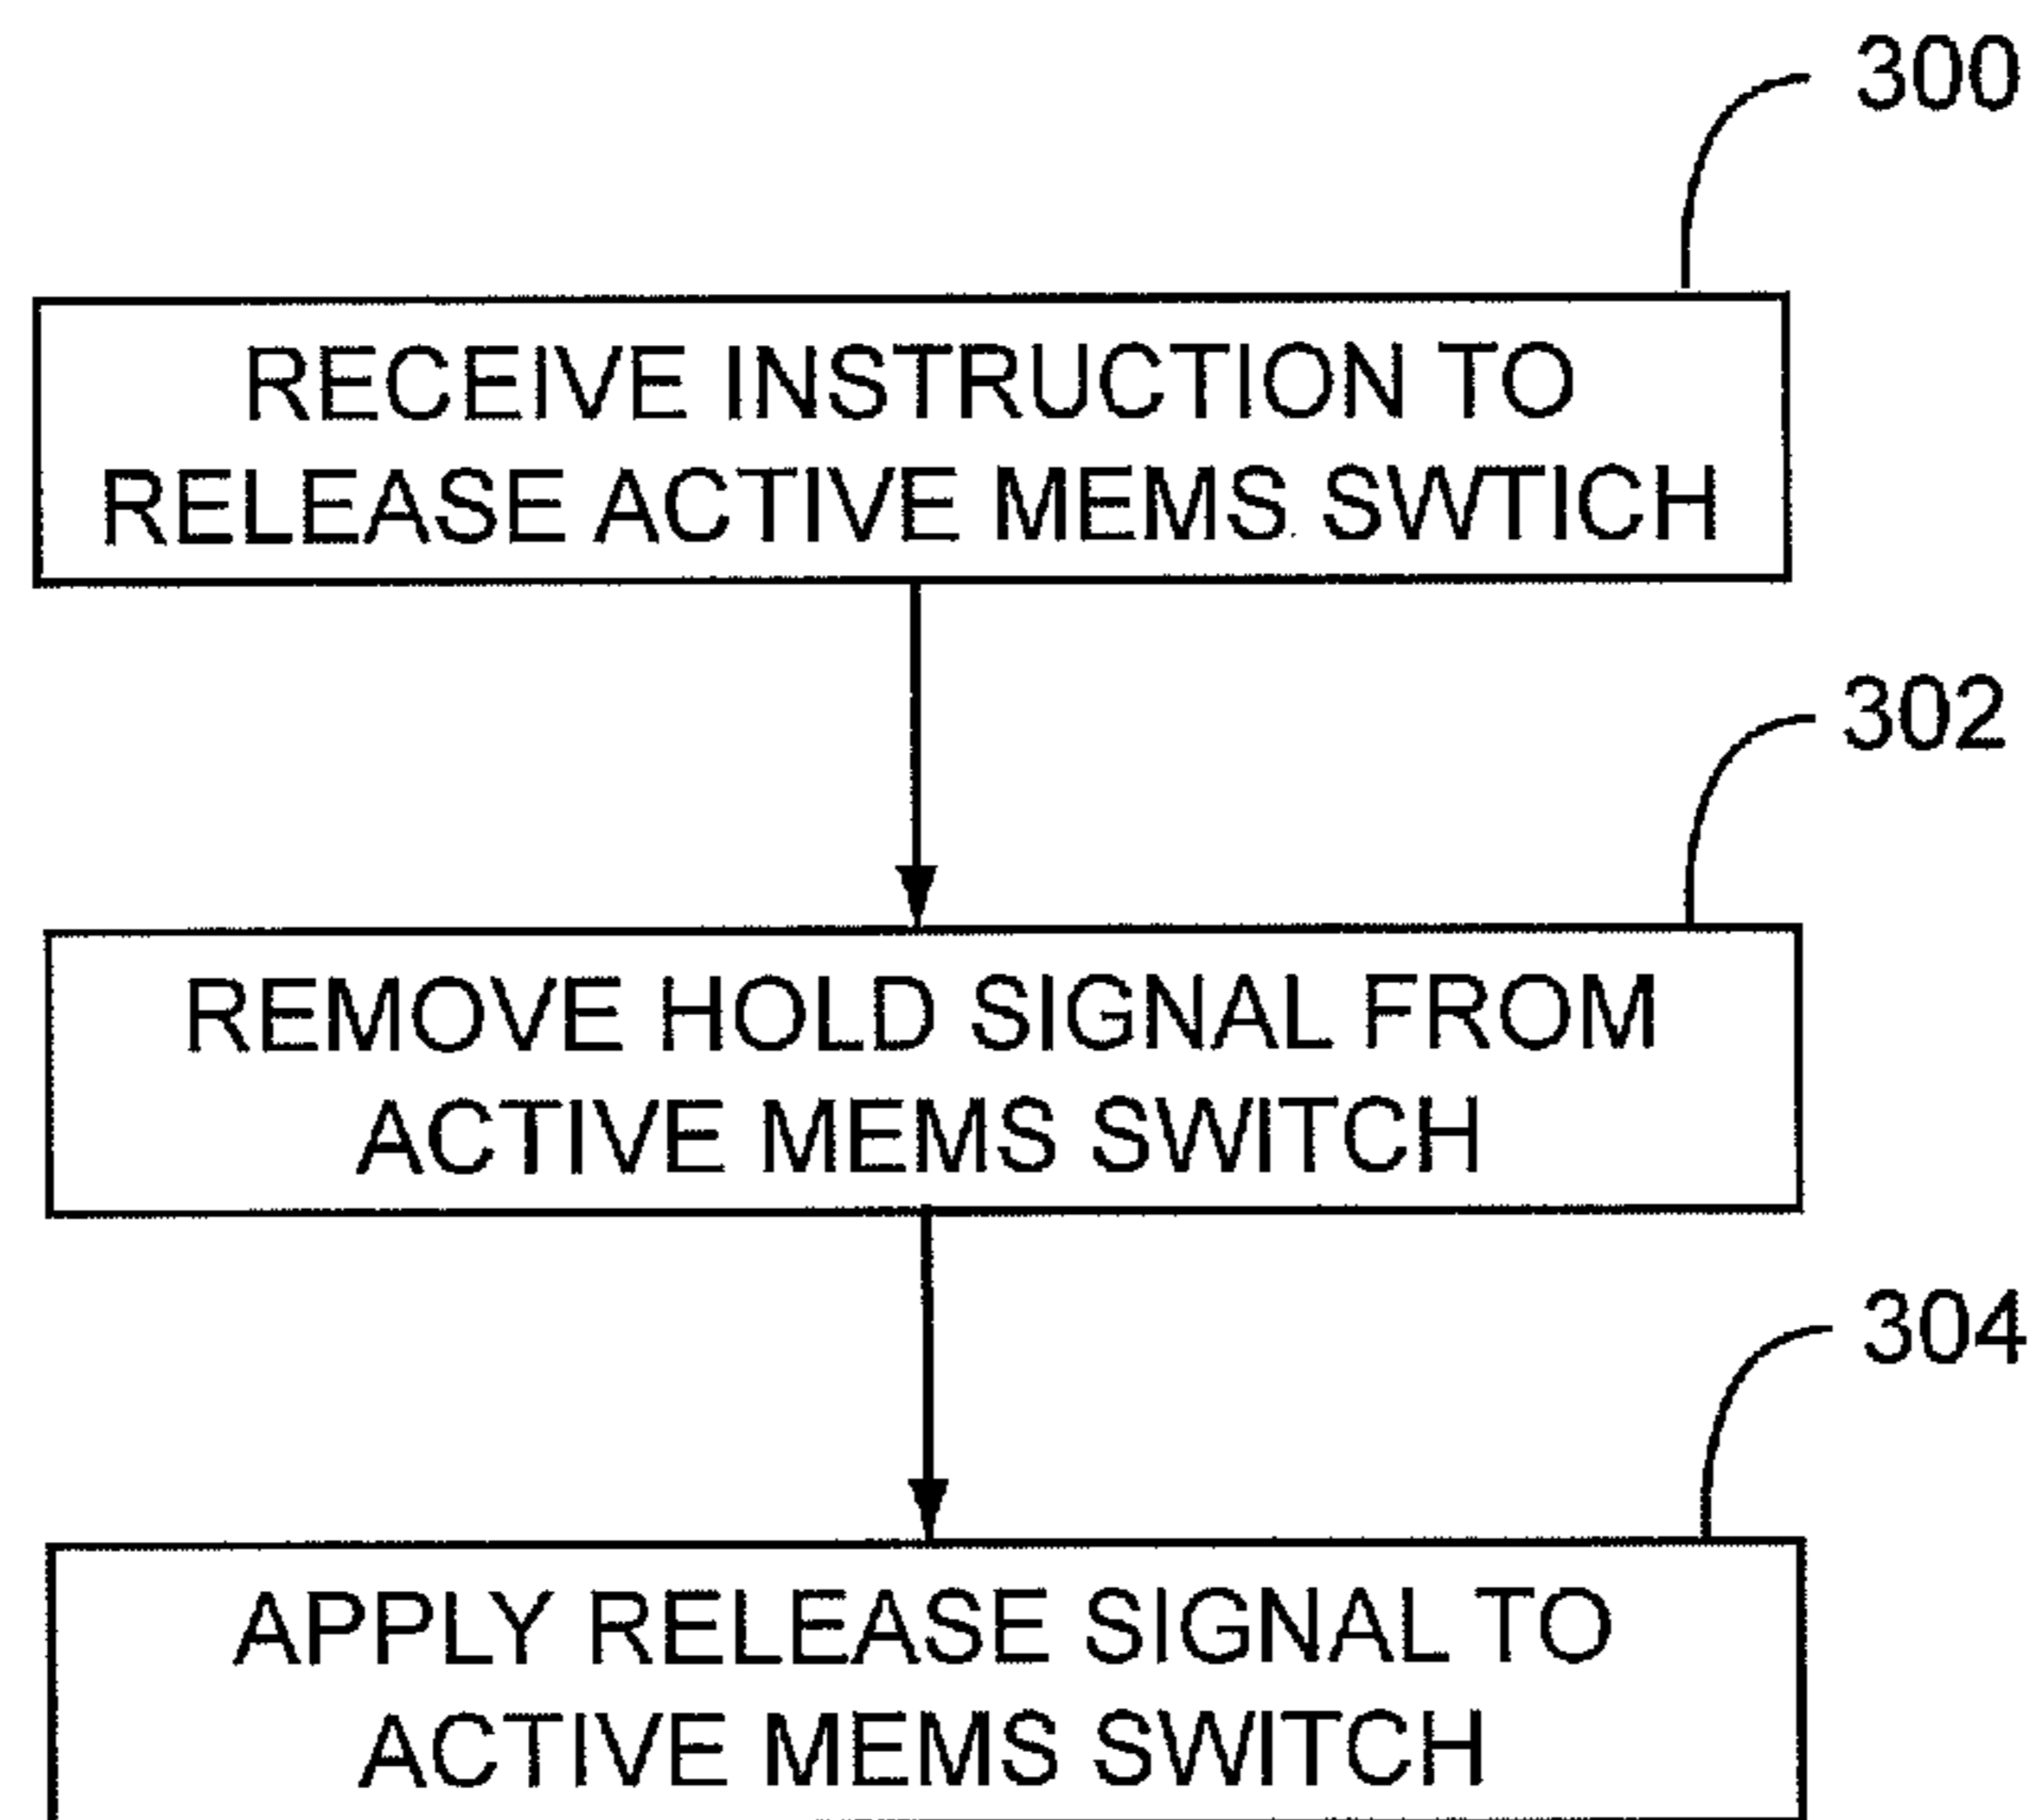 300
RECEIVE INSTRUCTION TO
RELEASE ACTIVE MEMS SWTICH
302
REMOVE HOLD SIGNAL FROM
ACTIVE MEMS SWITCH
304
APPLY RELEASE SIGNAL TO
ACTIVE MEMS SWITCH